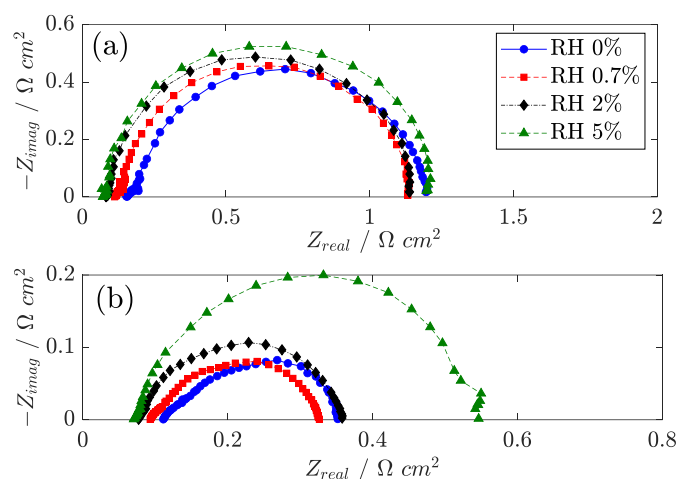 (a)
RH 0%
RH 0.7%
RH 2%
RH 5%
0.6
0.4
0.2
0
−Z_imag / Ω cm²
0 0.5 1 1.5 2
Z_real / Ω cm²
(b)
0.2
0.1
0
−Z_imag / Ω cm²
0 0.2 0.4 0.6 0.8
Z_real / Ω cm²